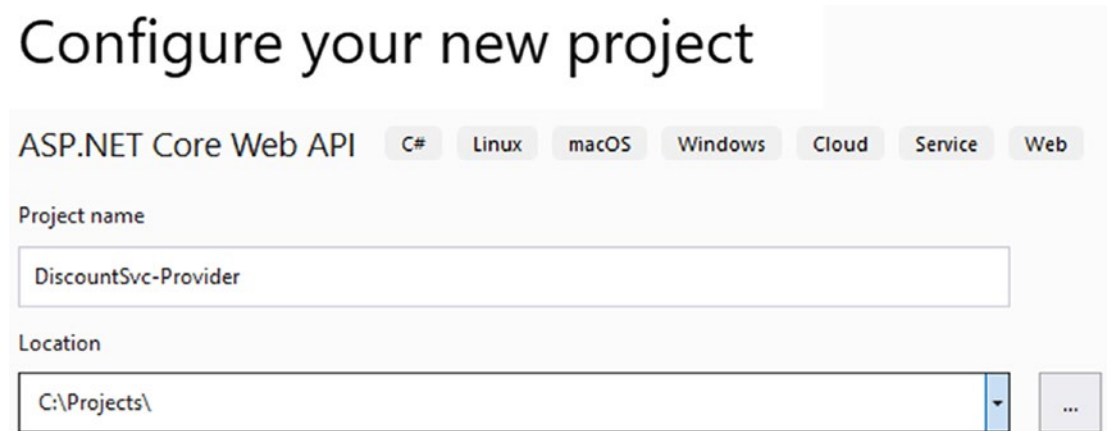 Configure your new project
ASP.NET Core Web API C# Linux macOS Windows Cloud Service Web
Project name
DiscountSvc-Provider
Location
C:\Projects\
...